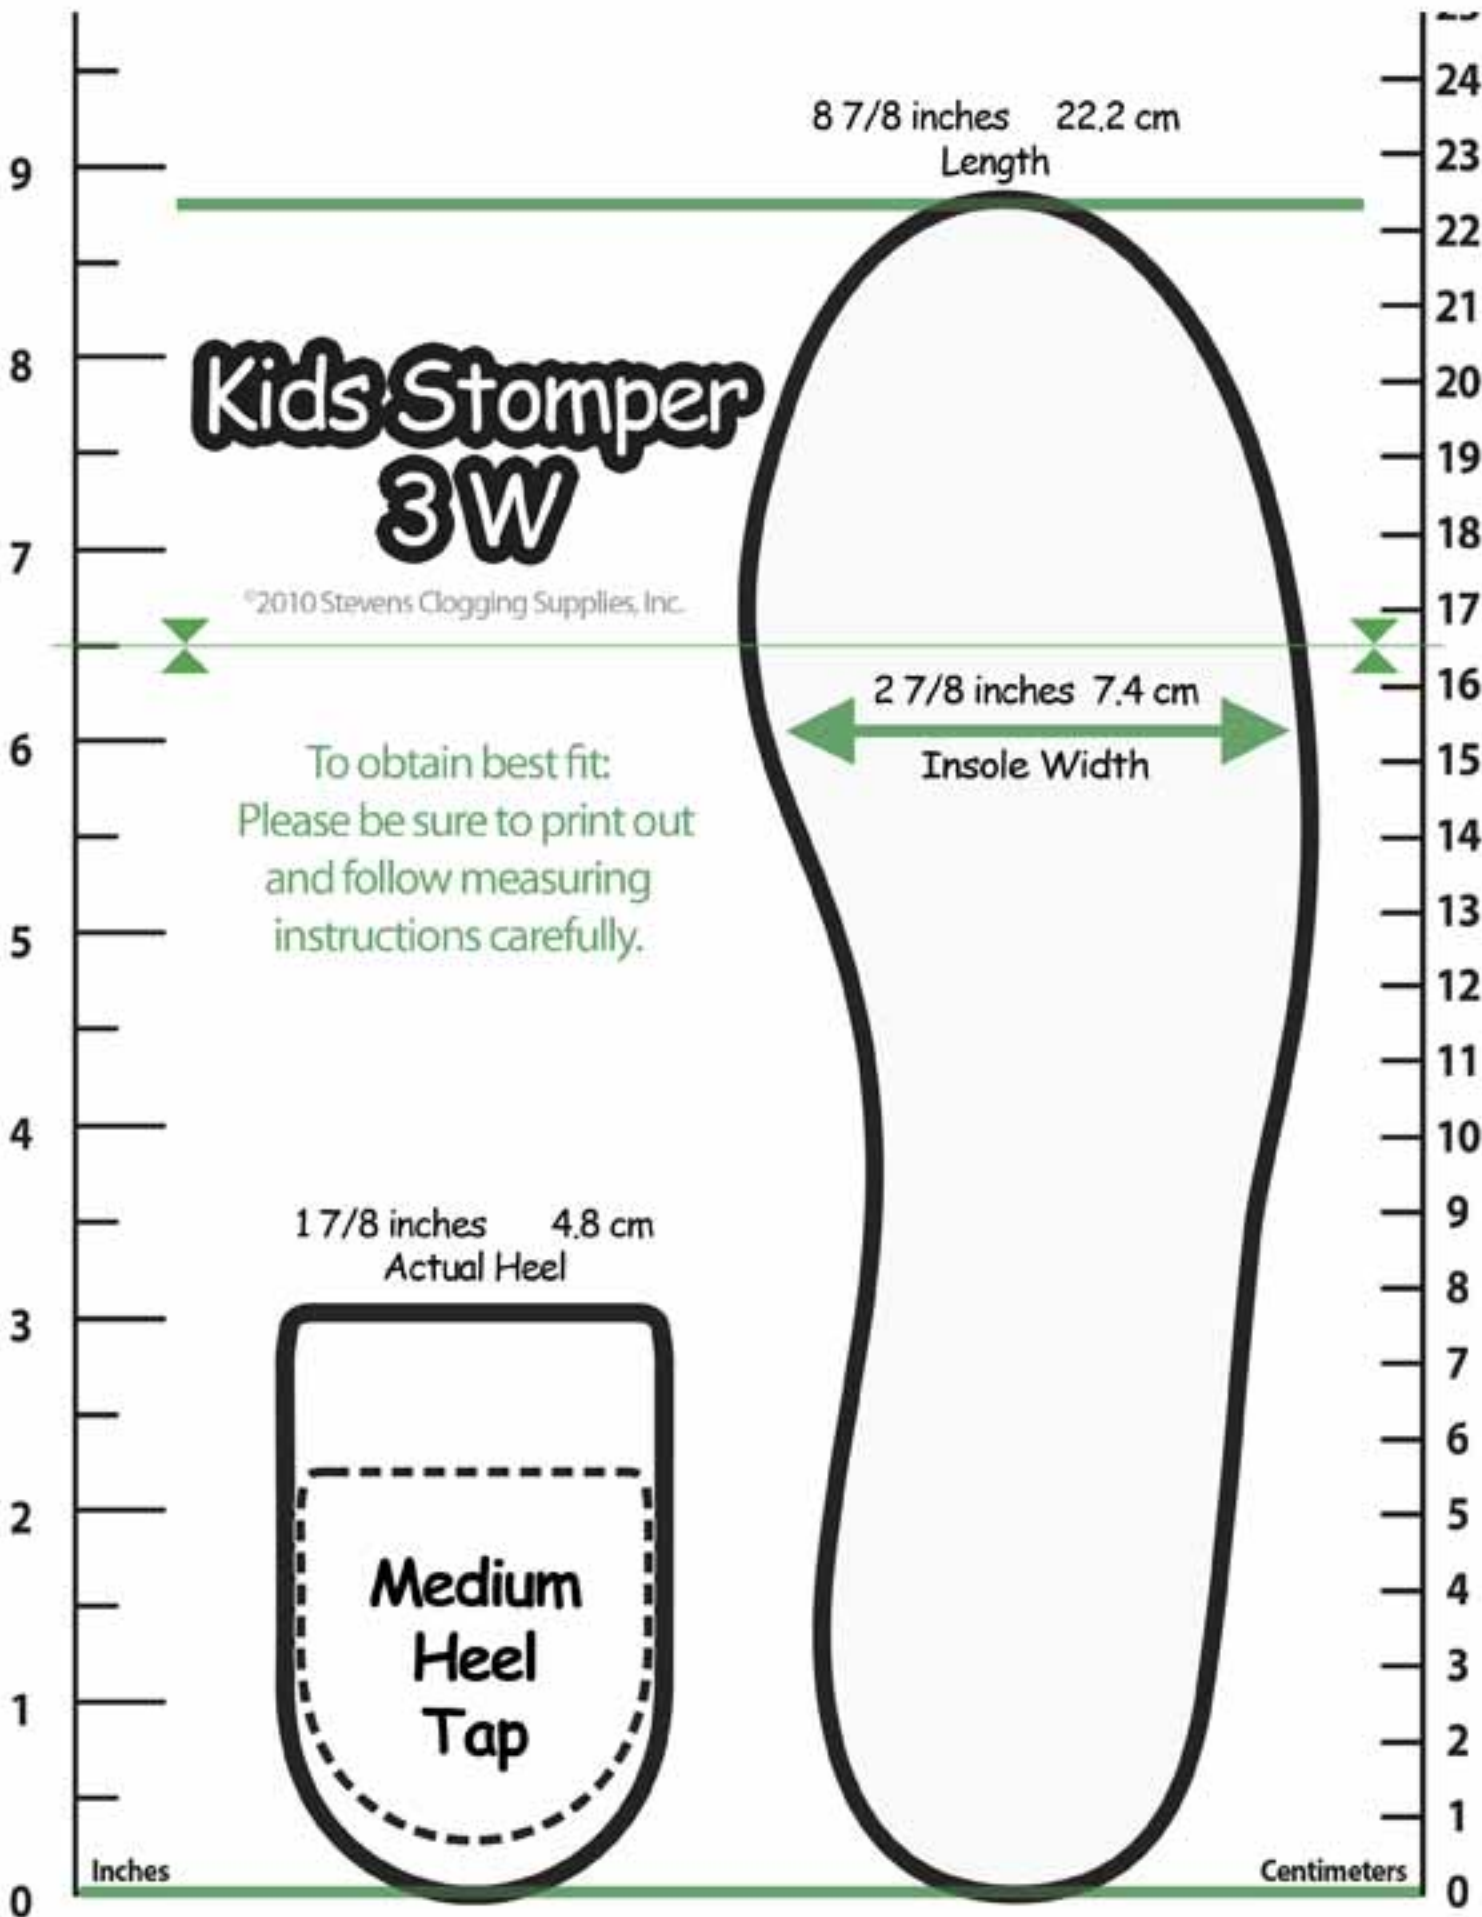 8 7/8 inches 22.2 cm
Length
Kids Stomper
3 W
©2010 Stevens Clogging Supplies, Inc.
2 7/8 inches 7.4 cm
Insole Width
To obtain best fit:
Please be sure to print out
and follow measuring
instructions carefully.
1 7/8 inches 4.8 cm
Actual Heel
Medium
Heel
Tap
Inches
Centimeters
9
8
7
6
5
4
3
2
1
0
24
23
22
21
20
19
18
17
16
15
14
13
12
11
10
9
8
7
6
5
4
3
2
1
0